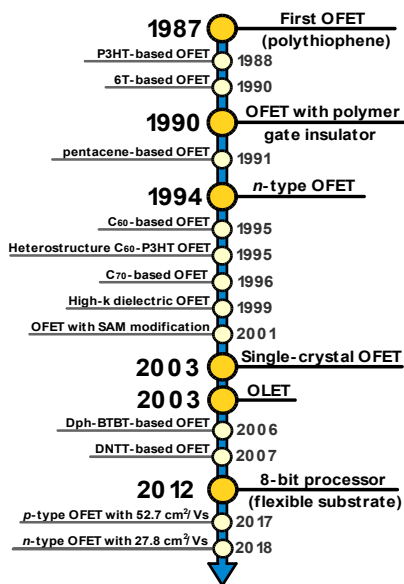 1987 First OFET
(polythiophene)
P3HT-based OFET 1988
6T-based OFET 1990
1990 OFET with polymer
gate insulator
pentacene-based OFET 1991
1994 n-type OFET
C₆₀-based OFET 1995
Heterostructure C₆₀-P3HT OFET 1995
C₇₀-based OFET 1996
High-k dielectric OFET 1999
OFET with SAM modification 2001
2003 Single-crystal OFET
2003 OLET
Dph-BTBT-based OFET 2006
DNTT-based OFET 2007
2012 8-bit processor
(flexible substrate)
p-type OFET with 52.7 cm²/Vs 2017
n-type OFET with 27.8 cm²/Vs 2018